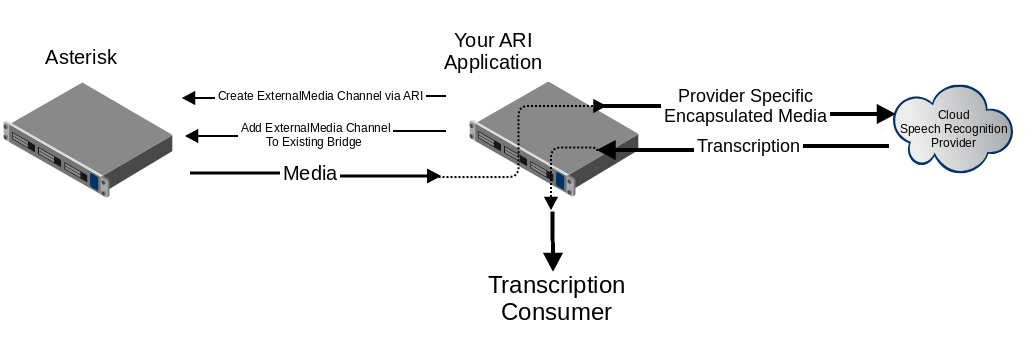 Asterisk
Your ARI
Application
Create ExternalMedia Channel via ARI
Add ExternalMedia Channel
To Existing Bridge
Media
Provider Specific
Encapsulated Media
Transcription
Cloud
Speech Recognition
Provider
Transcription
Consumer